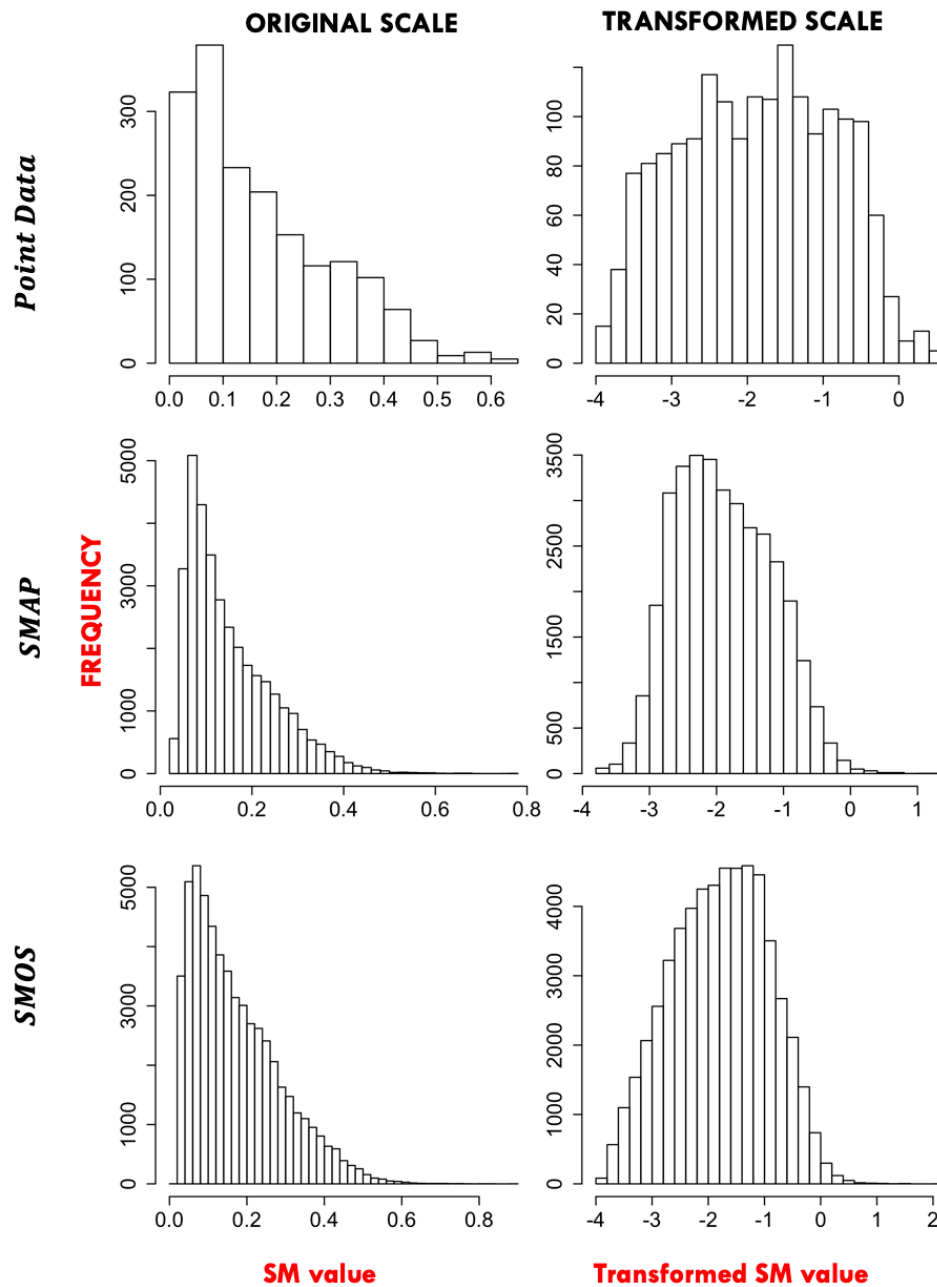 ORIGINAL SCALE
TRANSFORMED SCALE
Point Data
0 100 200 300
0.0 0.1 0.2 0.3 0.4 0.5 0.6
0 20 40 60 80 100
-4 -3 -2 -1 0
SMAP
FREQUENCY
0 1000 3000 5000
0.0 0.2 0.4 0.6 0.8
0 500 1500 2500 3500
-4 -3 -2 -1 0 1
SMOS
0 1000 3000 5000
0.0 0.2 0.4 0.6 0.8
0 1000 2000 3000 4000
-4 -3 -2 -1 0 1 2
SM value
Transformed SM value